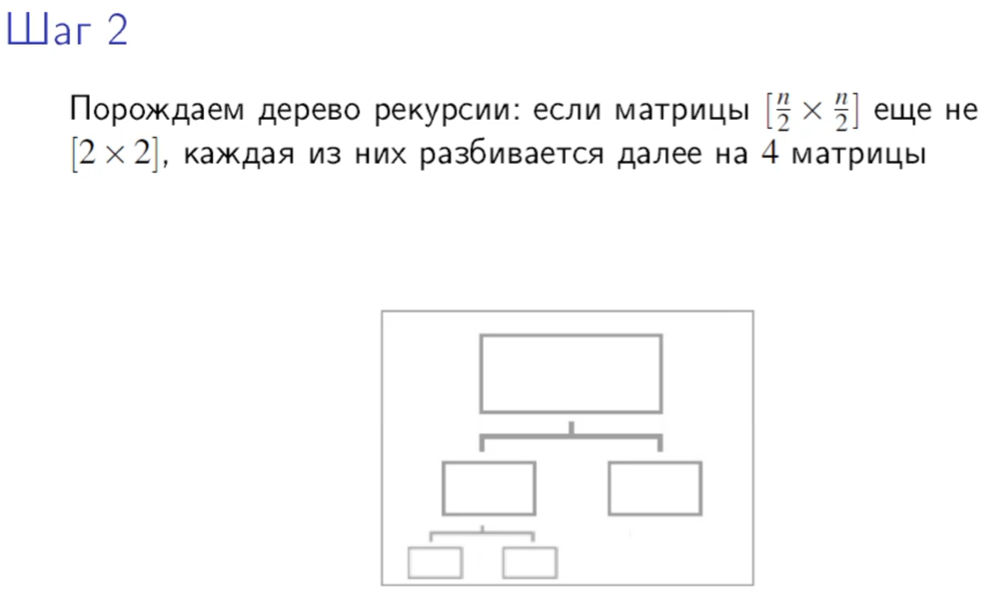 Шаг 2
Порождаем дерево рекурсии: если матрицы [n/2 × n/2] еще не
[2 × 2], каждая из них разбивается далее на 4 матрицы